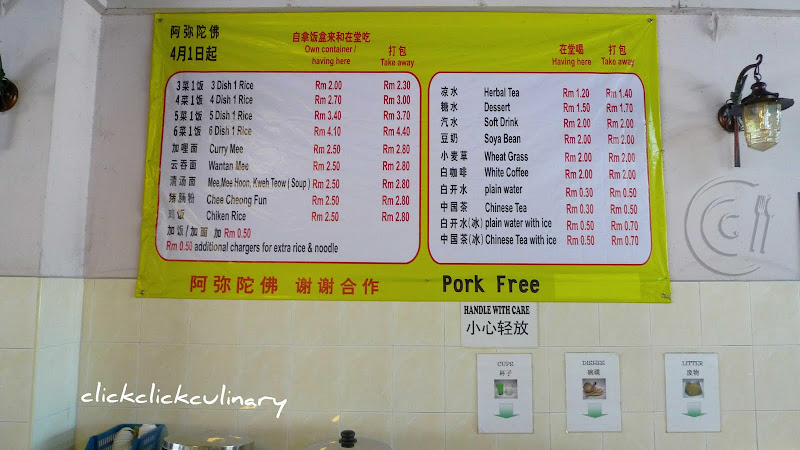 阿弥陀佛
4月1日起
自拿饭盒来和在堂吃 打包
Own container / having here Take away
3菜1饭 3 Dish 1 Rice Rm 2.00 Rm 2.30
4菜1饭 4 Dish 1 Rice Rm 2.70 Rm 3.00
5菜1饭 5 Dish 1 Rice Rm 3.40 Rm 3.70
6菜1饭 6 Dish 1 Rice Rm 4.10 Rm 4.40
加哩面 Curry Mee Rm 2.50 Rm 2.80
云吞面 Wantan Mee Rm 2.50 Rm 2.80
清汤面 Mee,Mee Hoon, Kweh Teow ( Soup ) Rm 2.50 Rm 2.80
猪肠粉 Chee Cheong Fun Rm 2.50 Rm 2.80
鸡饭 Chiken Rice Rm 2.50 Rm 2.80
加饭/加面 加 Rm 0.50
Rm 0.50 additional chargers for extra rice & noodle
在堂喝 打包
Having here Take away
凉水 Herbal Tea Rm 1.20 Rm 1.40
糖水 Dessert Rm 1.50 Rm 1.70
汽水 Soft Drink Rm 2.00 Rm 2.00
豆奶 Soya Bean Rm 2.00 Rm 2.00
小麦草 Wheat Grass Rm 2.00 Rm 2.00
白咖啡 White Coffee Rm 2.00 Rm 2.00
白开水 plain water Rm 0.30 Rm 0.50
中国茶 Chinese Tea Rm 0.30 Rm 0.50
白开水(冰) plain water with ice Rm 0.50 Rm 0.70
中国茶(冰) Chinese Tea with ice Rm 0.50 Rm 0.70
阿弥陀佛 谢谢合作 Pork Free
HANDLE WITH CARE
小心轻放
CUPS
杯子
DISHES
碗碟
LITTER
废物
clickclickculinary